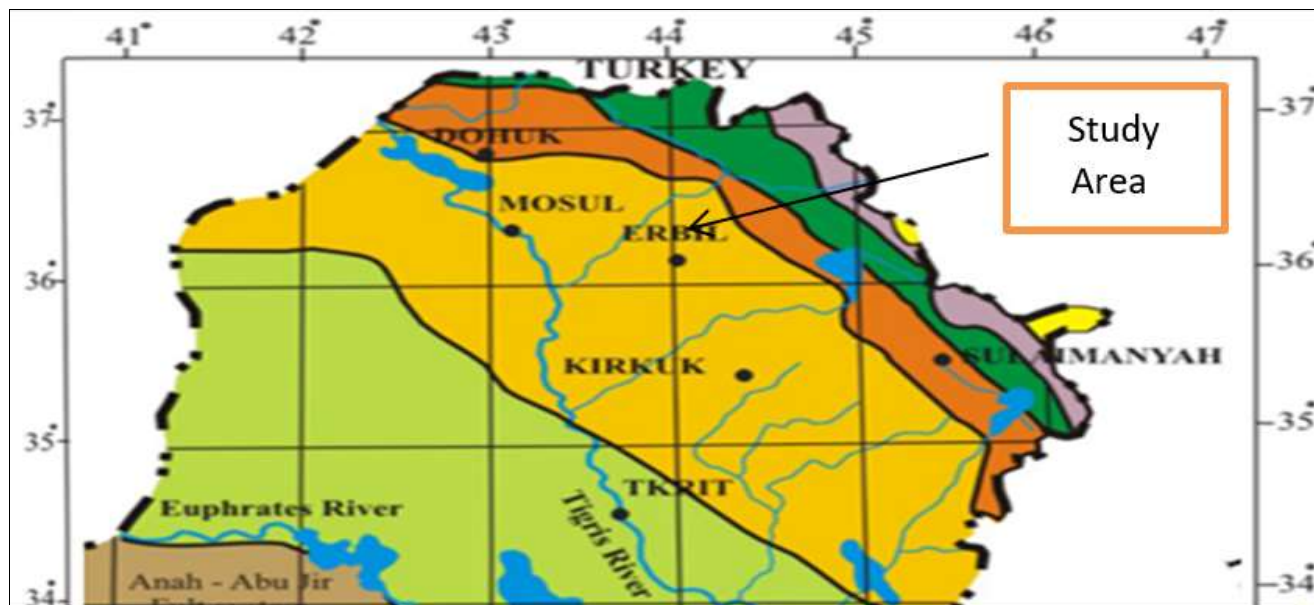 41° 42° 43° 44° 45° 46° 47°
TURKEY
37° 37°
Study
Area
DOHUK
MOSUL
ERBIL
36° 36°
KIRKUK
SULAIMANYAH
35° 35°
TKRIT
Euphrates River
Tigris River
Anah - Abu Jir
34° 34°